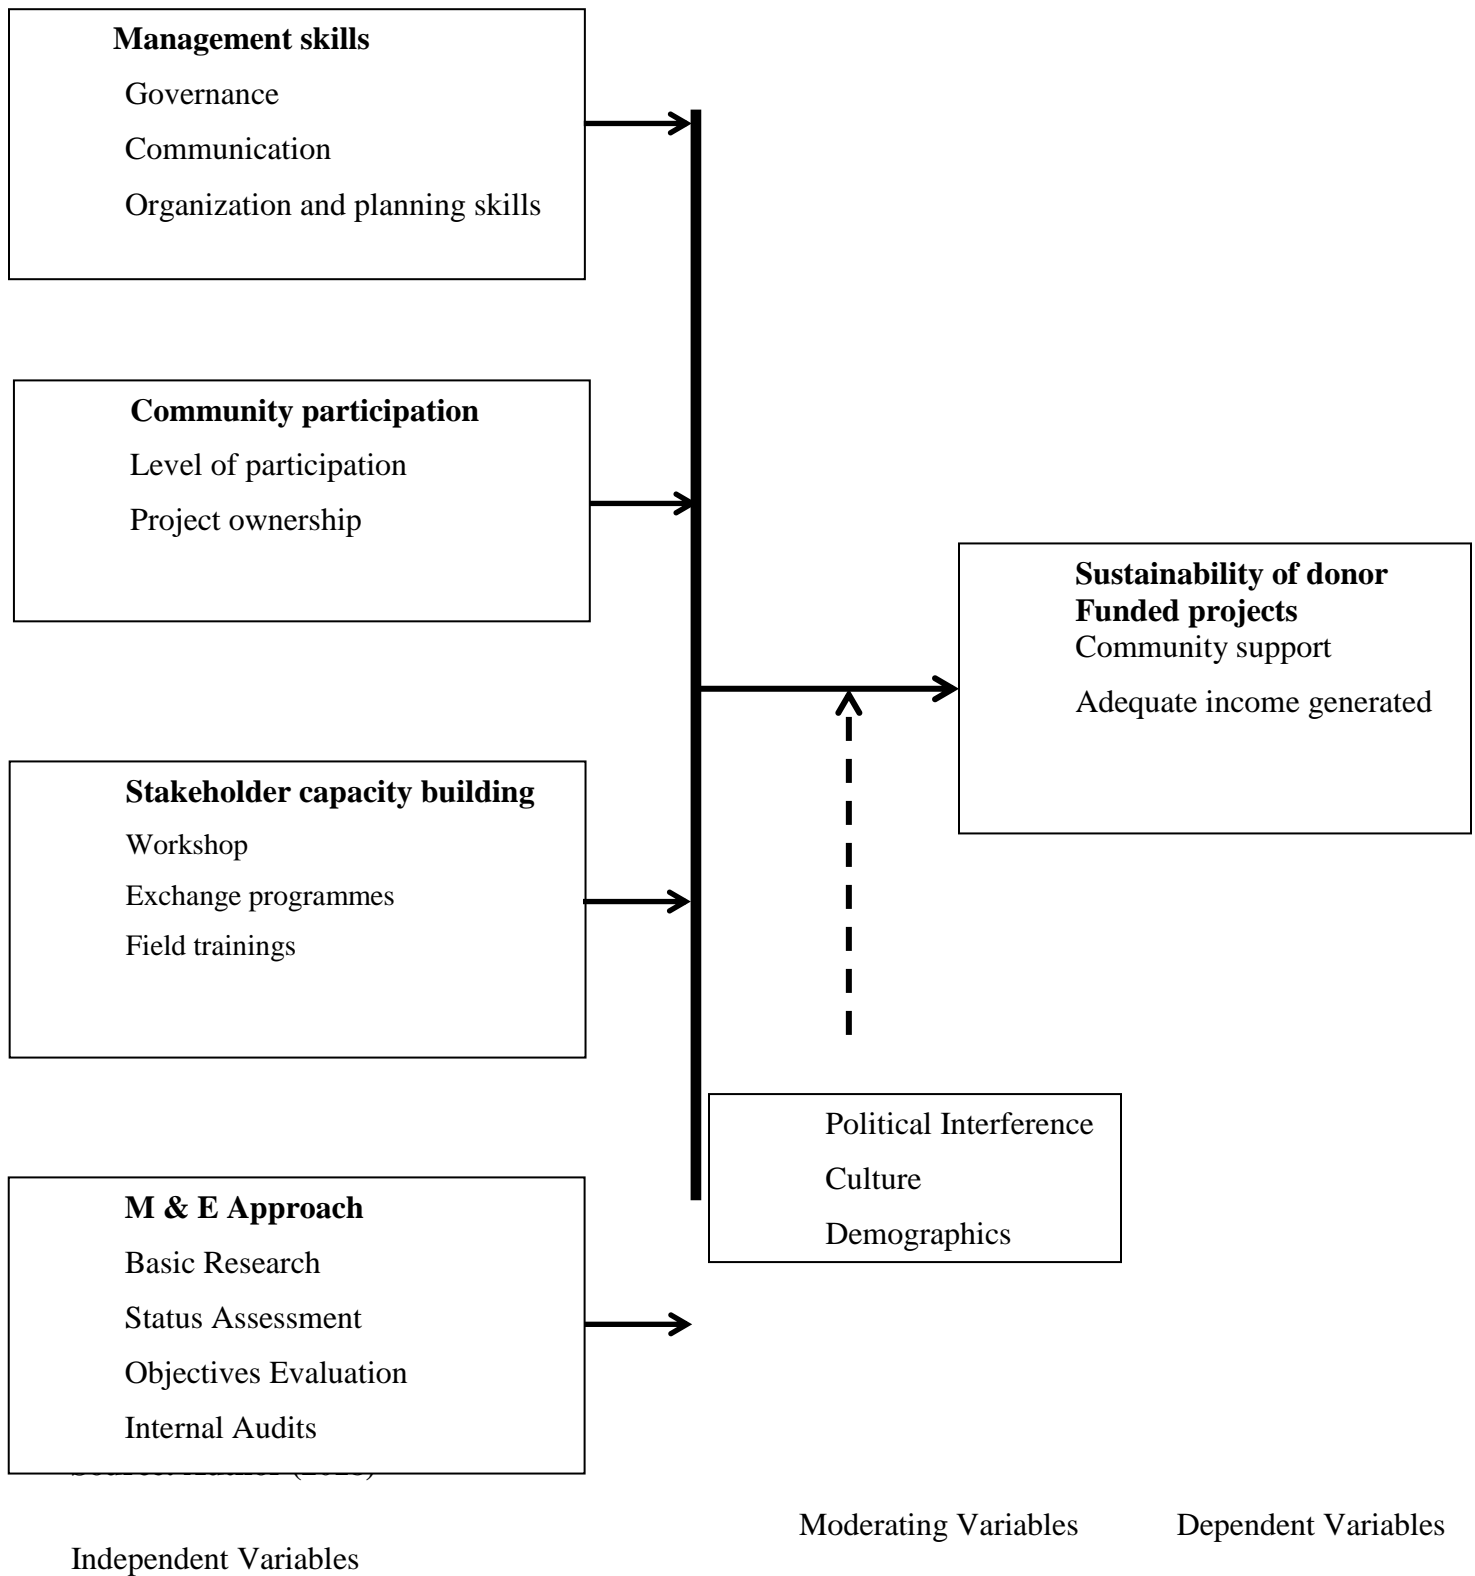 Management skills
Governance
Communication
Organization and planning skills
Community participation
Level of participation
Project ownership
Sustainability of donor
Funded projects
Community support
Adequate income generated
Stakeholder capacity building
Workshop
Exchange programmes
Field trainings
Political Interference
Culture
Demographics
M & E Approach
Basic Research
Status Assessment
Objectives Evaluation
Internal Audits
Moderating Variables
Dependent Variables
Independent Variables